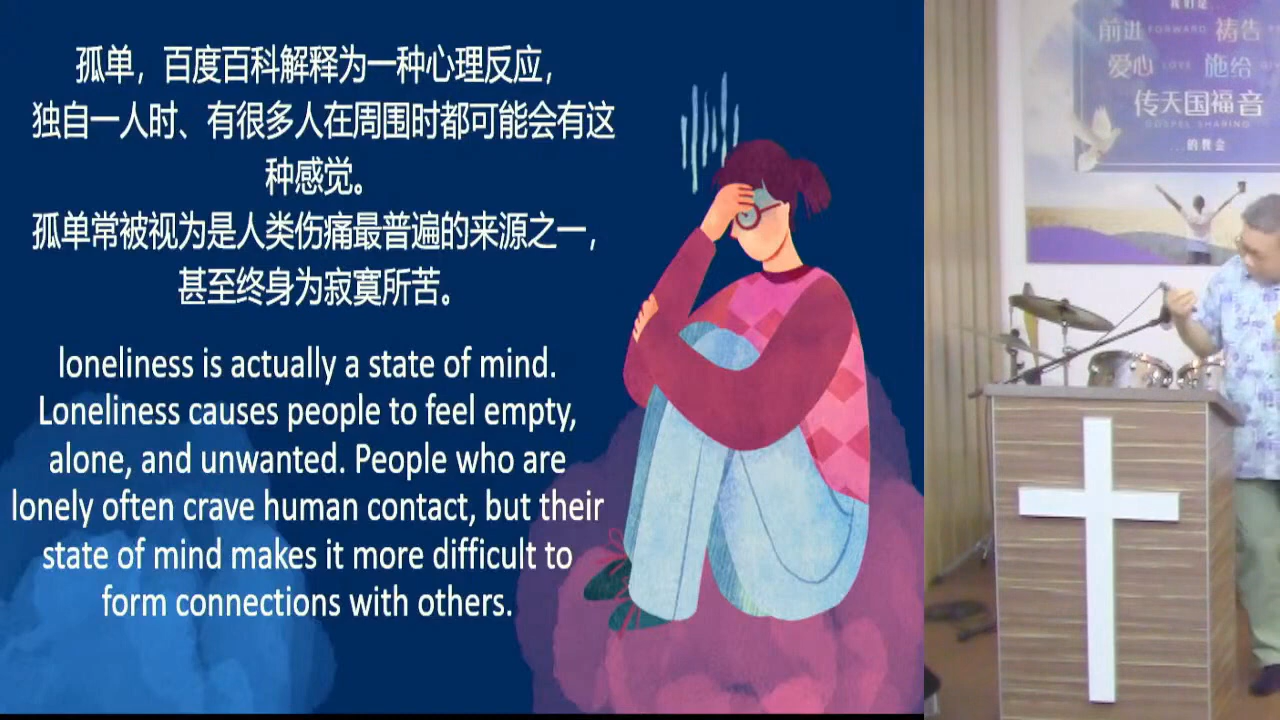 孤单，百度百科解释为一种心理反应，
独自一人时、有很多人在周围时都可能会有这
种感觉。
孤单常被视为是人类伤痛最普遍的来源之一，
甚至终身为寂寞所苦。
loneliness is actually a state of mind.
Loneliness causes people to feel empty,
alone, and unwanted. People who are
lonely often crave human contact, but their
state of mind makes it more difficult to
form connections with others.
我们是...
前进 FORWARD 祷告
爱心 LOVE 施给
传天国福音
GOSPEL SHARING
...的教会